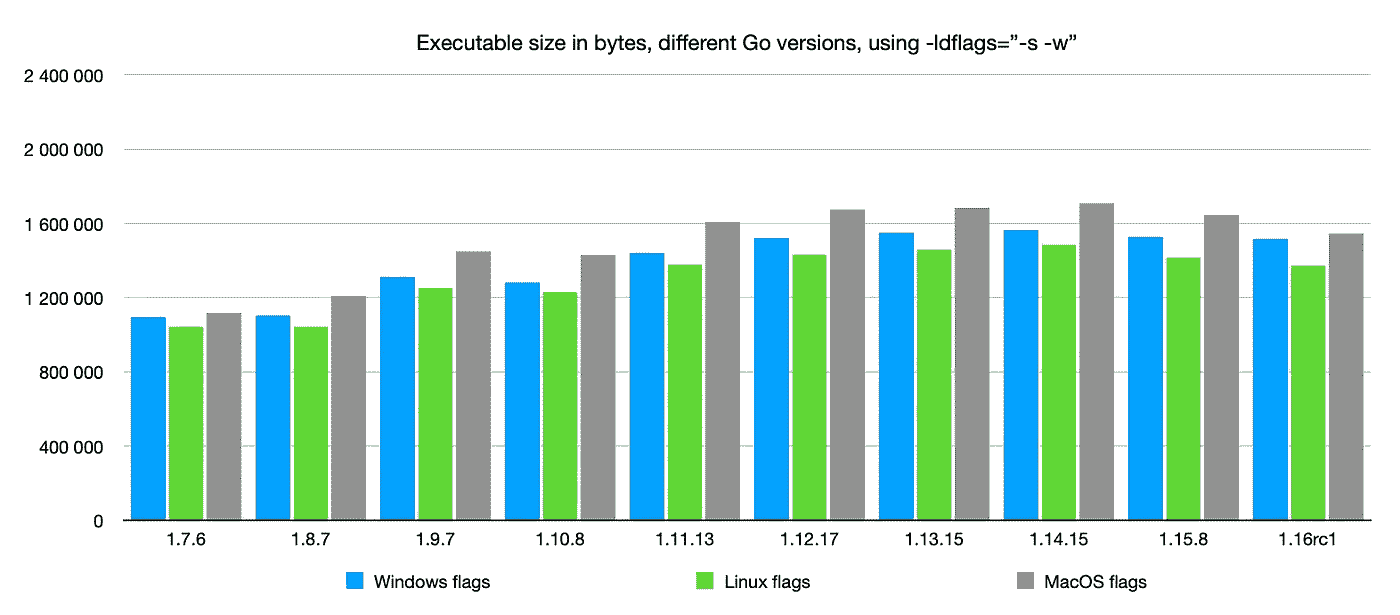 Executable size in bytes, different Go versions, using -ldflags=”-s -w”
2 400 000
2 000 000
1 600 000
1 200 000
800 000
400 000
0
1.7.6 1.8.7 1.9.7 1.10.8 1.11.13 1.12.17 1.13.15 1.14.15 1.15.8 1.16rc1
Windows flags Linux flags MacOS flags